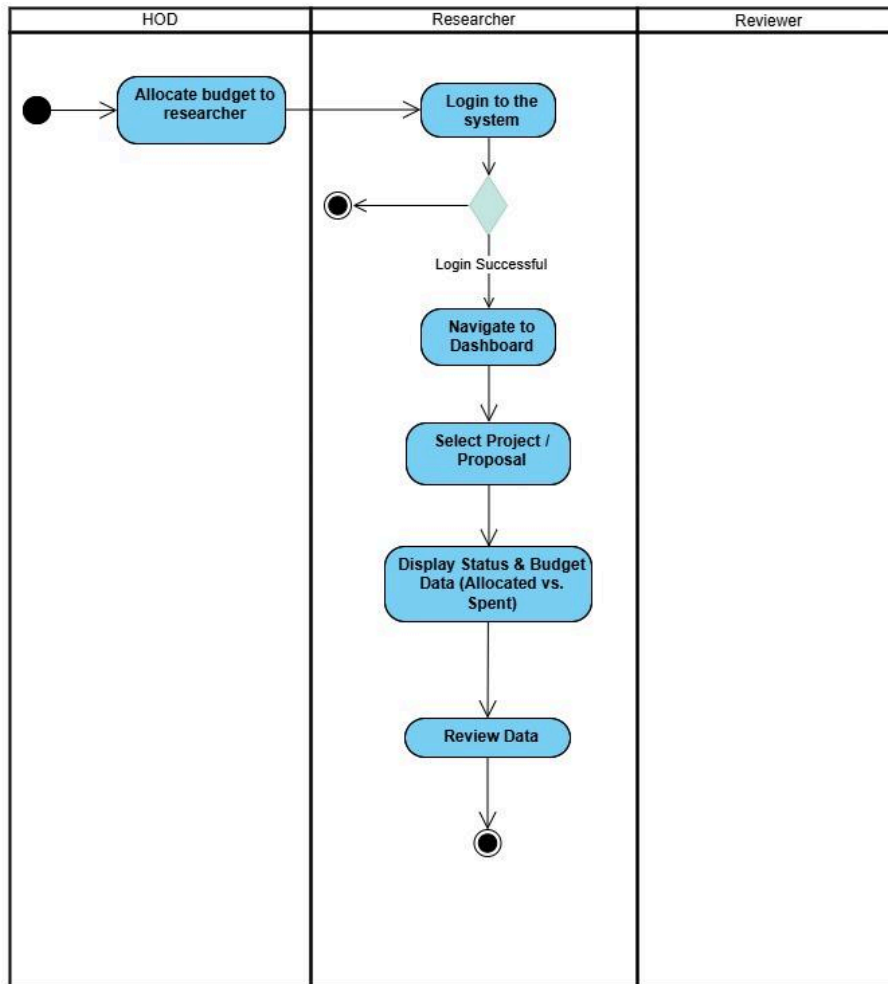 HOD
Researcher
Reviewer
Allocate budget to
researcher
Login to the
system
Login Successful
Navigate to
Dashboard
Select Project /
Proposal
Display Status & Budget
Data (Allocated vs.
Spent)
Review Data